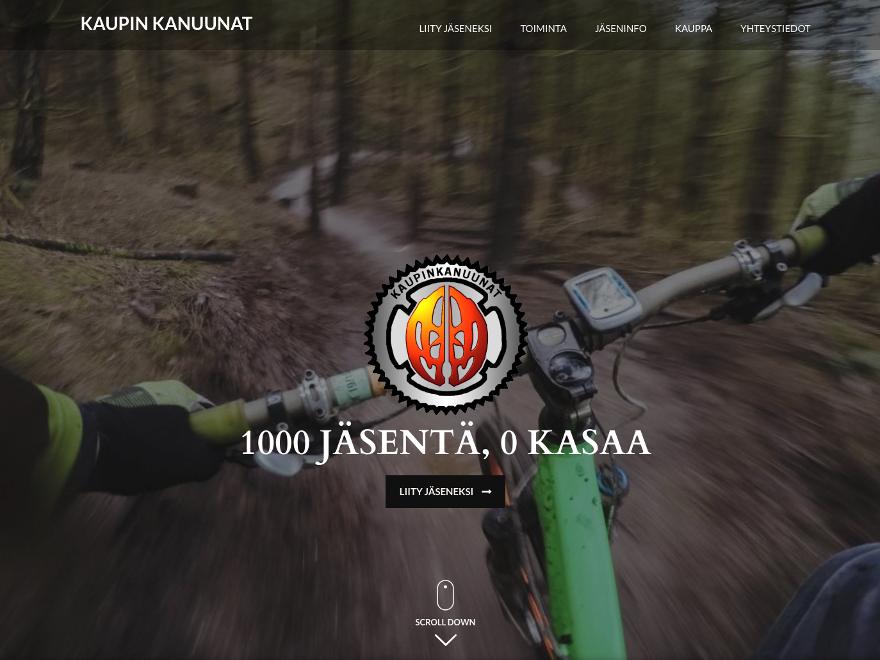 KAUPIN KANUUNAT
LIITY JÄSENEKSI TOIMINTA JÄSENINFO KAUPPA YHTEYSTIEDOT
KAUPINKANUUNAT
1000 JÄSENTÄ, 0 KASAA
LIITY JÄSENEKSI
SCROLL DOWN